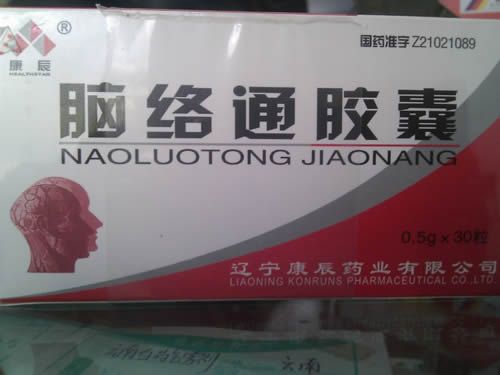 ®
康辰
HEALTHSTAR
国药准字Z21021089
脑络通胶囊
NAOLUOTONG JIAONANG
0.5g×30粒
辽宁康辰药业有限公司
LIAONING KONRUNS PHARMACEUTICAL CO.,LTD.
云南